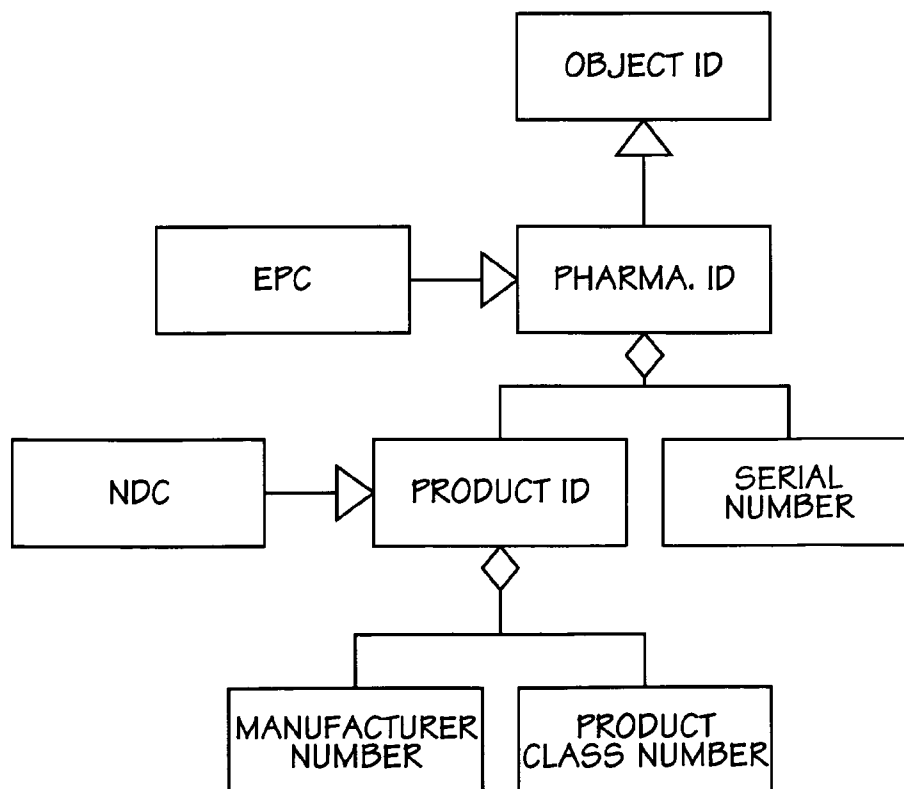 OBJECT ID
EPC
PHARMA. ID
NDC
PRODUCT ID
SERIAL
NUMBER
MANUFACTURER
NUMBER
PRODUCT
CLASS NUMBER